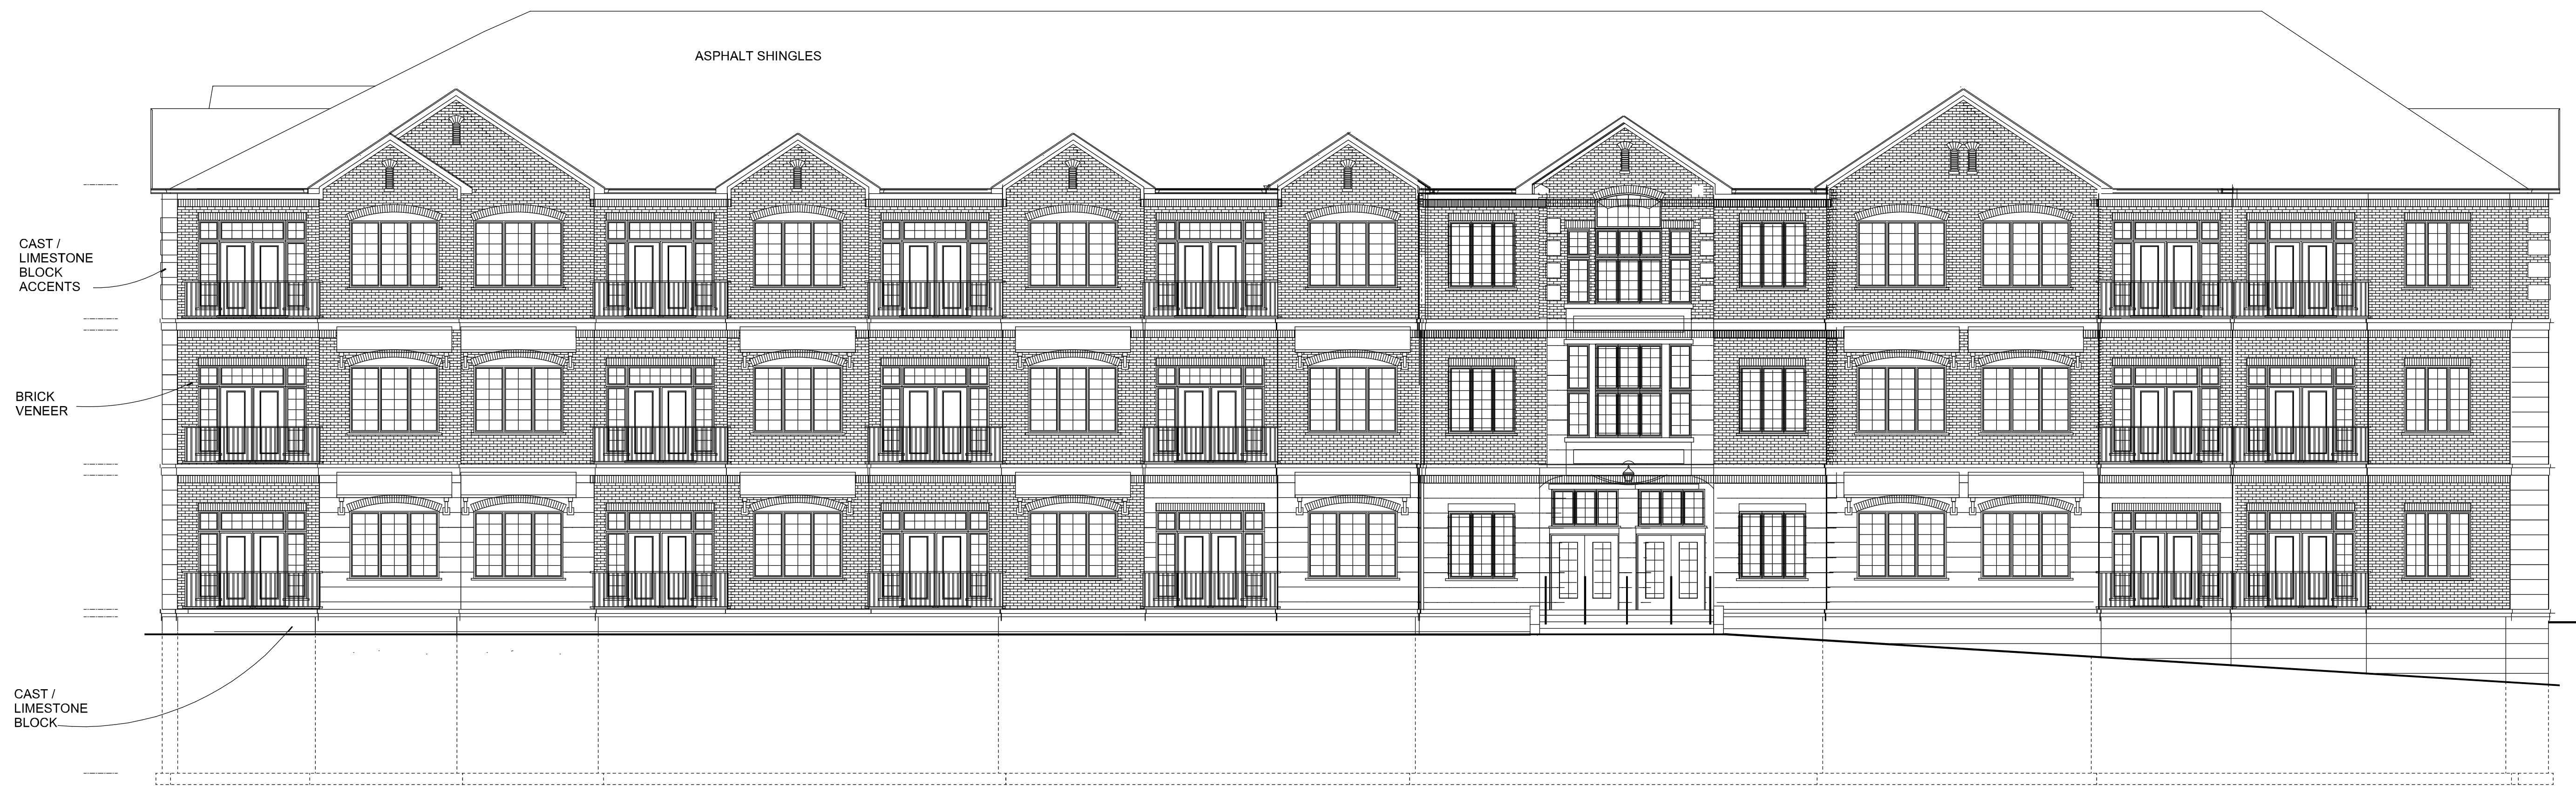 ASPHALT SHINGLES
CAST /
LIMESTONE
BLOCK
ACCENTS
BRICK
VENEER
CAST /
LIMESTONE
BLOCK